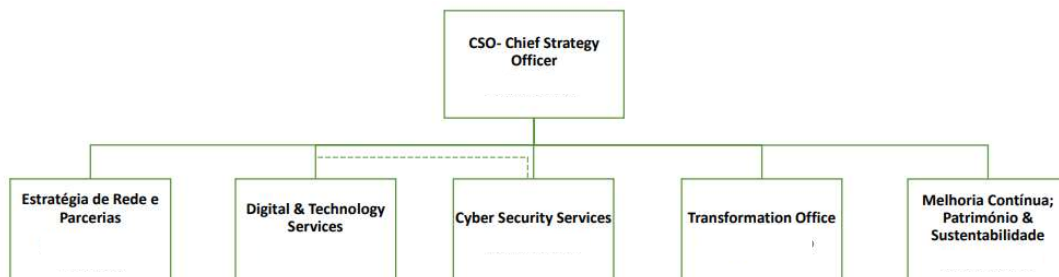 CSO- Chief Strategy
Officer
Estratégia de Rede e
Parcerias
Digital & Technology
Services
Cyber Security Services
Transformation Office
Melhoria Contínua;
Património &
Sustentabilidade